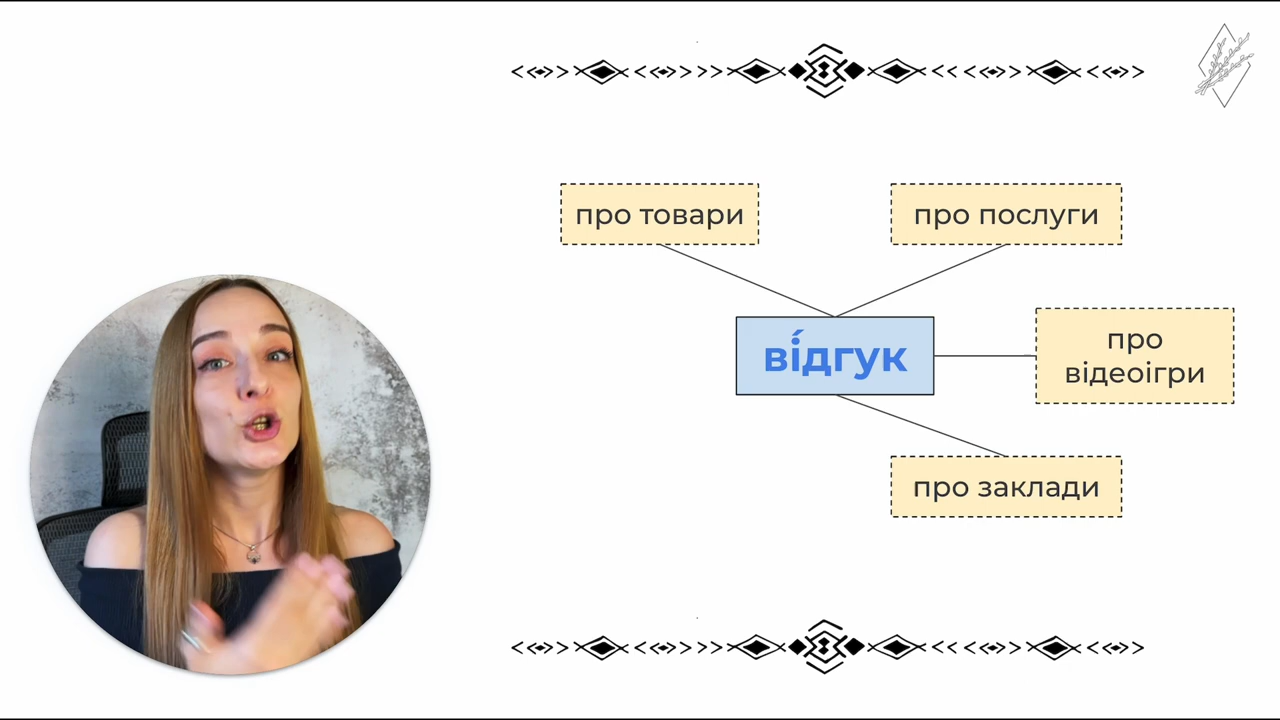 про товари
про послуги
ві́дгук
про
відеоігри
про заклади